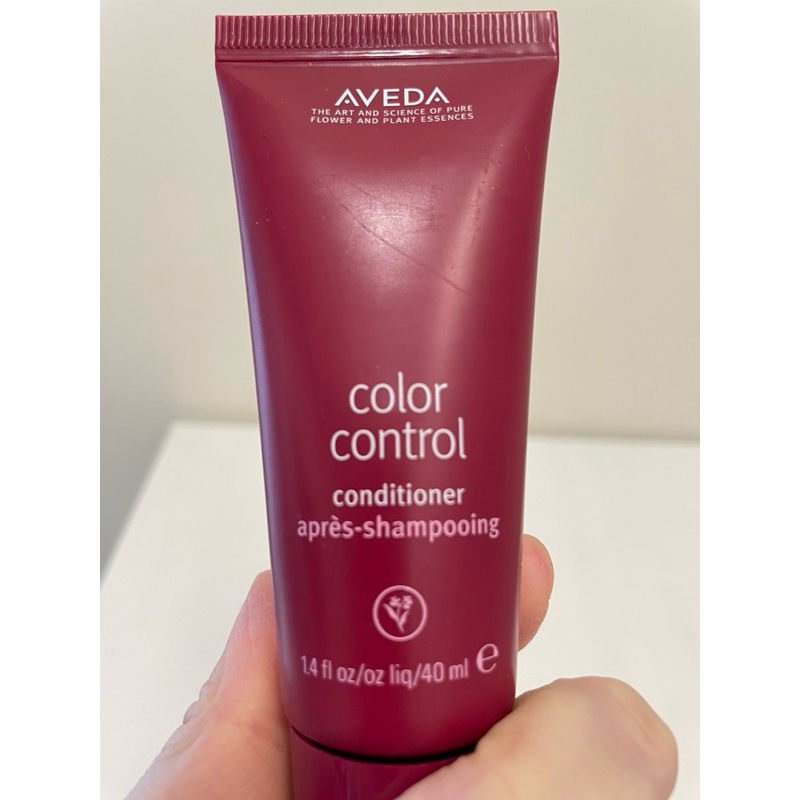 AVEDA
THE ART AND SCIENCE OF PURE
FLOWER AND PLANT ESSENCES
color
control
conditioner
après-shampooing
1.4 fl oz/oz liq/40 ml ℮